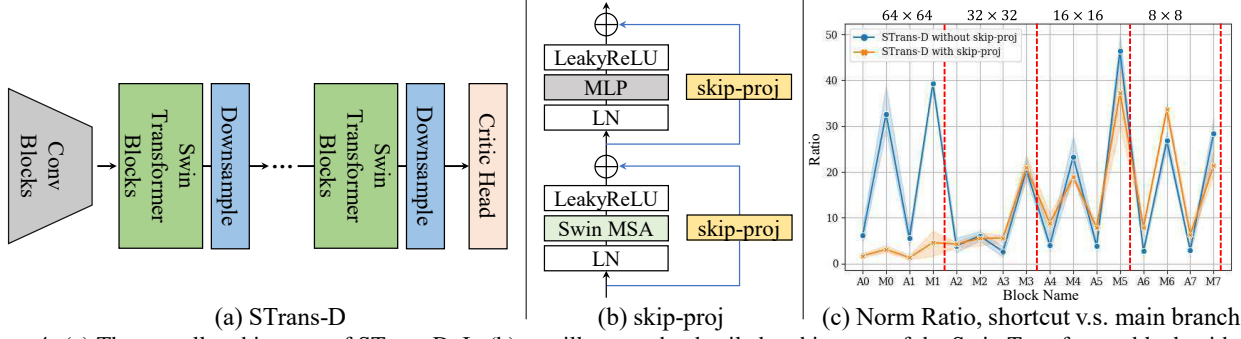 Conv
Blocks
Swin
Transformer
Blocks
Downsample
...
Swin
Transformer
Blocks
Downsample
Critic Head
(a) STrans-D
LeakyReLU
MLP
LN
skip-proj
LeakyReLU
Swin MSA
LN
skip-proj
(b) skip-proj
64 × 64 32 × 32 16 × 16 8 × 8
STrans-D without skip-proj
STrans-D with skip-proj
50
40
30
20
10
0
Ratio
A0 M0 A1 M1 A2 M2 A3 M3 A4 M4 A5 M5 A6 M6 A7 M7
Block Name
(c) Norm Ratio, shortcut v.s. main branch